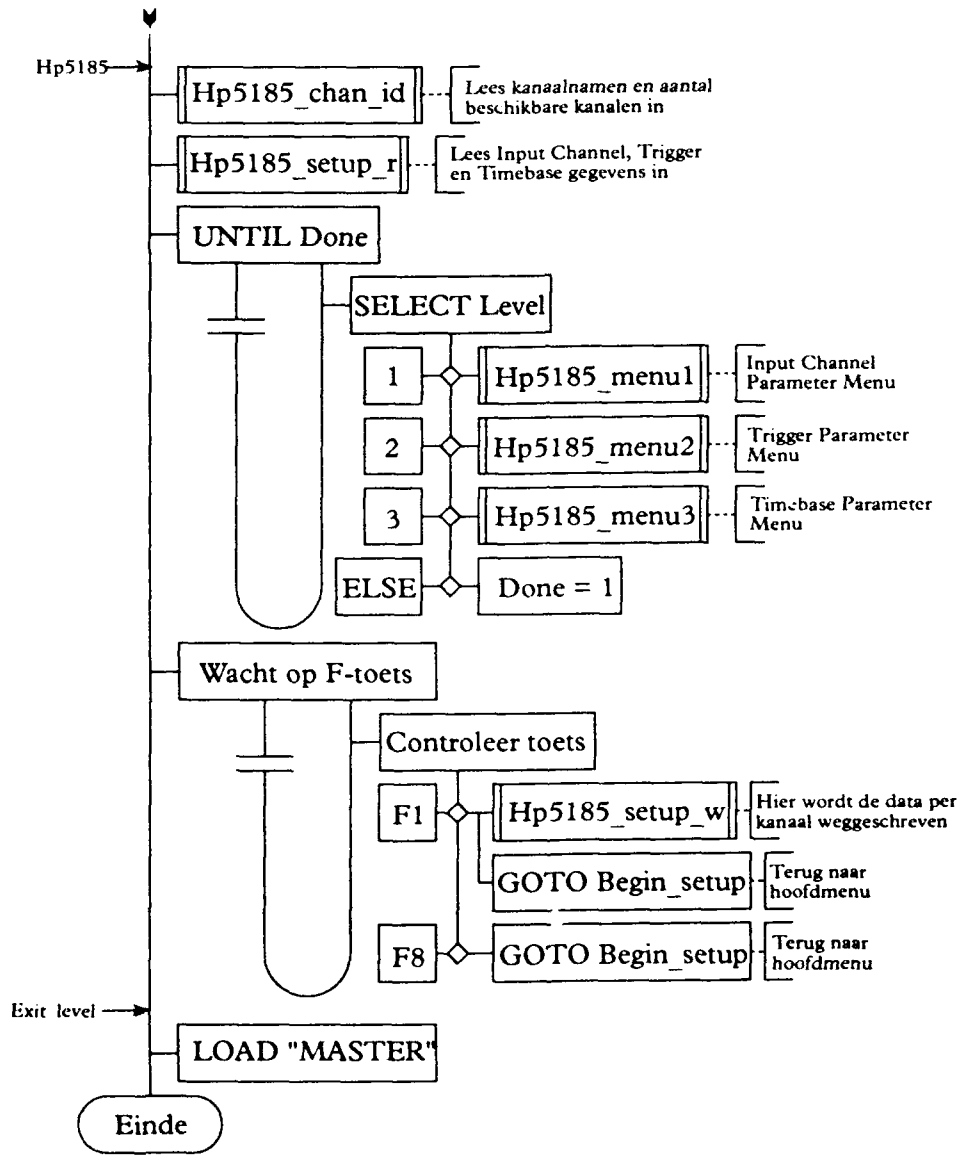 Hp5185
Hp5185_chan_id
Lees kanaalnamen en aantal
beschikbare kanalen in
Hp5185_setup_r
Lees Input Channel, Trigger
en Timebase gegevens in
UNTIL Done
SELECT Level
1
Hp5185_menu1
Input Channel
Parameter Menu
2
Hp5185_menu2
Trigger Parameter
Menu
3
Hp5185_menu3
Timebase Parameter
Menu
ELSE
Done = 1
Wacht op F-toets
Controleer toets
F1
Hp5185_setup_w
Hier wordt de data per
kanaal weggeschreven
GOTO Begin_setup
Terug naar
hoofdmenu
F8
GOTO Begin_setup
Terug naar
hoofdmenu
Exit level
LOAD "MASTER"
Einde